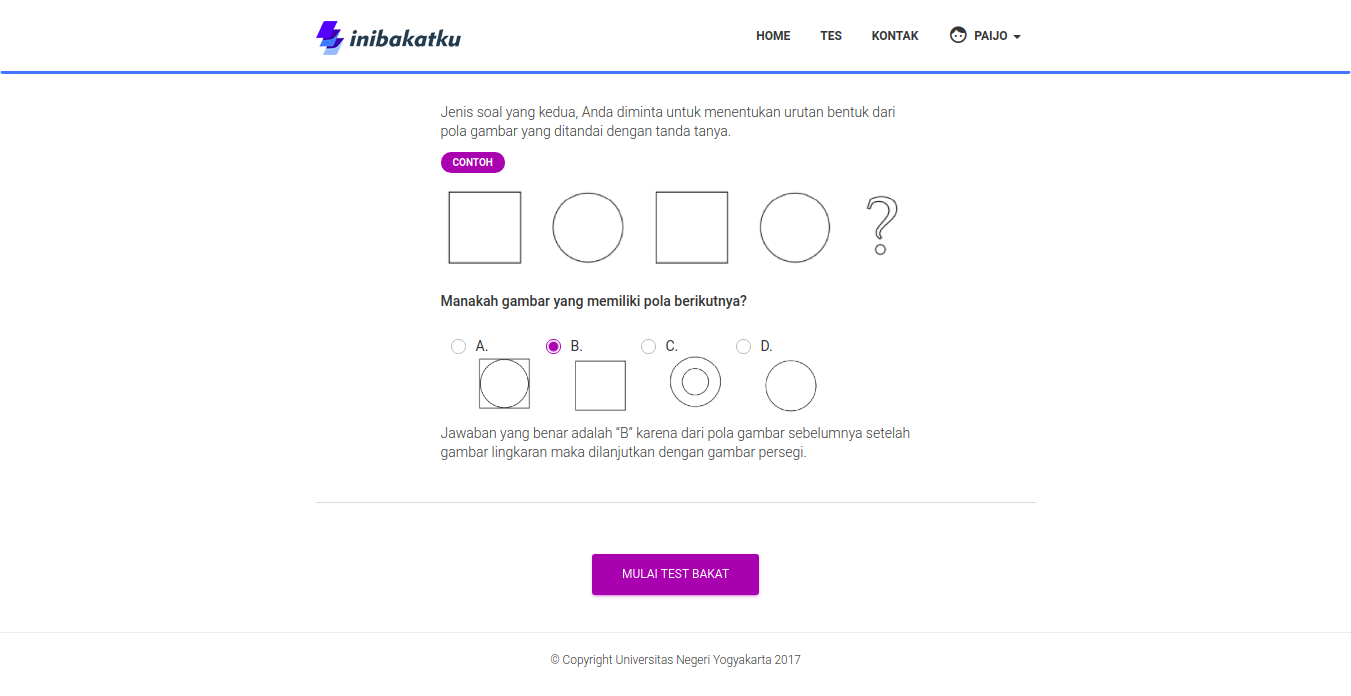 inibakatku
HOME TES KONTAK PAIJO
Jenis soal yang kedua, Anda diminta untuk menentukan urutan bentuk dari
pola gambar yang ditandai dengan tanda tanya.
CONTOH
?
Manakah gambar yang memiliki pola berikutnya?
A. B. C. D.
Jawaban yang benar adalah “B” karena dari pola gambar sebelumnya setelah
gambar lingkaran maka dilanjutkan dengan gambar persegi.
MULAI TEST BAKAT
© Copyright Universitas Negeri Yogyakarta 2017